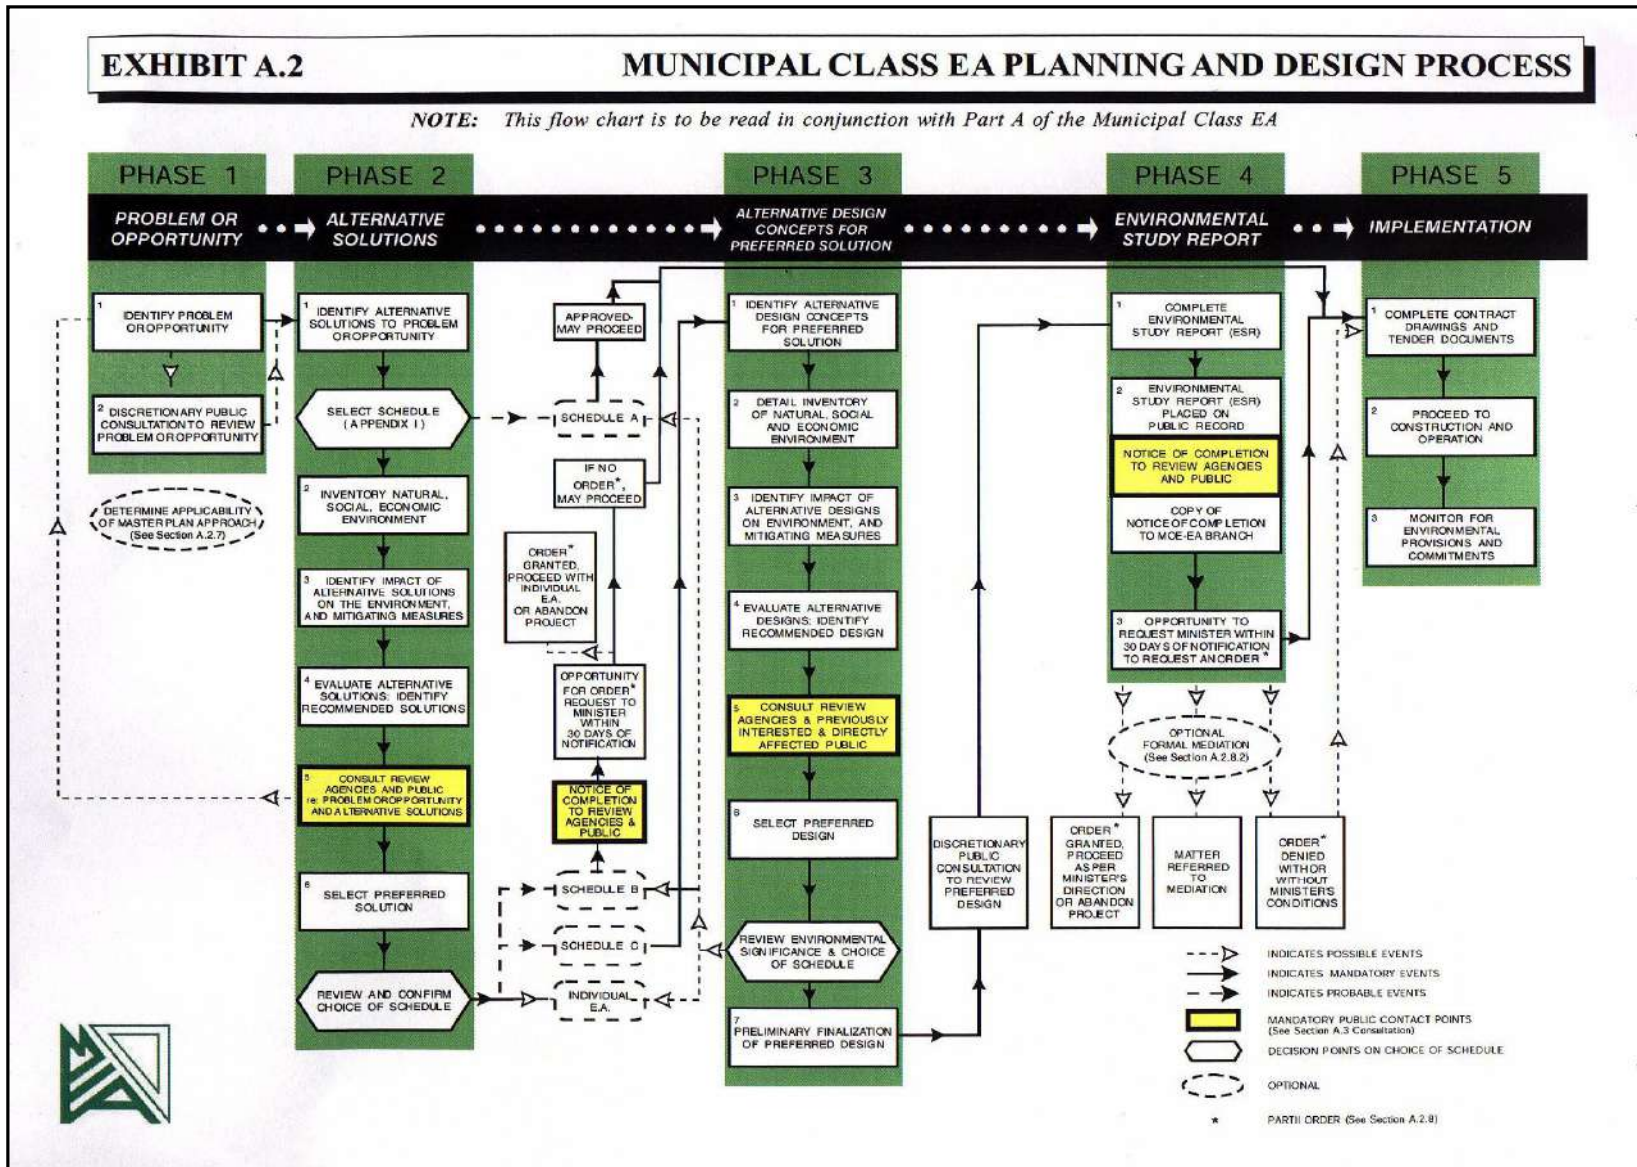 EXHIBIT A.2
MUNICIPAL CLASS EA PLANNING AND DESIGN PROCESS
NOTE: This flow chart is to be read in conjunction with Part A of the Municipal Class EA
PHASE 1
PROBLEM OR
OPPORTUNITY
1
IDENTIFY PROBLEM
OR OPPORTUNITY
2
DISCRETIONARY PUBLIC
CONSULTATION TO REVIEW
PROBLEM OR OPPORTUNITY
DETERMINE APPLICABILITY
OF MASTER PLAN APPROACH
(See Section A.2.7)
PHASE 2
ALTERNATIVE
SOLUTIONS
1
IDENTIFY ALTERNATIVE
SOLUTIONS TO PROBLEM
OR OPPORTUNITY
SELECT SCHEDULE
(APPENDIX I)
2
INVENTORY NATURAL,
SOCIAL, ECONOMIC
ENVIRONMENT
3
IDENTIFY IMPACT OF
ALTERNATIVE SOLUTIONS
ON THE ENVIRONMENT,
AND MITIGATING MEASURES
4
EVALUATE ALTERNATIVE
SOLUTIONS: IDENTIFY
RECOMMENDED SOLUTIONS
5
CONSULT REVIEW
AGENCIES AND PUBLIC
re: PROBLEM OR OPPORTUNITY
AND ALTERNATIVE SOLUTIONS
6
SELECT PREFERRED
SOLUTION
REVIEW AND CONFIRM
CHOICE OF SCHEDULE
APPROVED-
MAY PROCEED
SCHEDULE A
IF NO
ORDER*,
MAY PROCEED
ORDER*
GRANTED,
PROCEED WITH
INDIVIDUAL
E.A.
OR ABANDON
PROJECT
OPPORTUNITY
FOR ORDER*
REQUEST TO
MINISTER
WITHIN
30 DAYS OF
NOTIFICATION
NOTICE OF
COMPLETION
TO REVIEW
AGENCIES &
PUBLIC
SCHEDULE B
SCHEDULE C
INDIVIDUAL
E.A.
PHASE 3
ALTERNATIVE DESIGN
CONCEPTS FOR
PREFERRED SOLUTION
1
IDENTIFY ALTERNATIVE
DESIGN CONCEPTS
FOR PREFERRED
SOLUTION
2
DETAIL INVENTORY
OF NATURAL, SOCIAL
AND ECONOMIC
ENVIRONMENT
3
IDENTIFY IMPACT OF
ALTERNATIVE DESIGNS
ON ENVIRONMENT, AND
MITIGATING MEASURES
4
EVALUATE ALTERNATIVE
DESIGNS: IDENTIFY
RECOMMENDED DESIGN
5
CONSULT REVIEW
AGENCIES & PREVIOUSLY
INTERESTED & DIRECTLY
AFFECTED PUBLIC
6
SELECT PREFERRED
DESIGN
REVIEW ENVIRONMENTAL
SIGNIFICANCE & CHOICE
OF SCHEDULE
7
PRELIMINARY FINALIZATION
OF PREFERRED DESIGN
DISCRETIONARY
PUBLIC
CONSULTATION
TO REVIEW
PREFERRED
DESIGN
PHASE 4
ENVIRONMENTAL
STUDY REPORT
1
COMPLETE
ENVIRONMENTAL
STUDY REPORT (ESR)
2
ENVIRONMENTAL
STUDY REPORT (ESR)
PLACED ON
PUBLIC RECORD
NOTICE OF COMPLETION
TO REVIEW AGENCIES
AND PUBLIC
COPY OF
NOTICE OF COMPLETION
TO MOE-EA BRANCH
3
OPPORTUNITY TO
REQUEST MINISTER WITHIN
30 DAYS OF NOTIFICATION
TO REQUEST AN ORDER*
OPTIONAL
FORMAL MEDIATION
(See Section A.2.8.2)
ORDER*
GRANTED,
PROCEED
AS PER
MINISTER'S
DIRECTION
OR ABANDON
PROJECT
MATTER
REFERRED
TO
MEDIATION
ORDER*
DENIED
WITH OR
WITHOUT
MINISTER'S
CONDITIONS
PHASE 5
IMPLEMENTATION
1
COMPLETE CONTRACT
DRAWINGS AND
TENDER DOCUMENTS
2
PROCEED TO
CONSTRUCTION AND
OPERATION
3
MONITOR FOR
ENVIRONMENTAL
PROVISIONS AND
COMMITMENTS
INDICATES POSSIBLE EVENTS
INDICATES MANDATORY EVENTS
INDICATES PROBABLE EVENTS
MANDATORY PUBLIC CONTACT POINTS
(See Section A.3 Consultation)
DECISION POINTS ON CHOICE OF SCHEDULE
OPTIONAL
* PART II ORDER (See Section A.2.8)
MEA